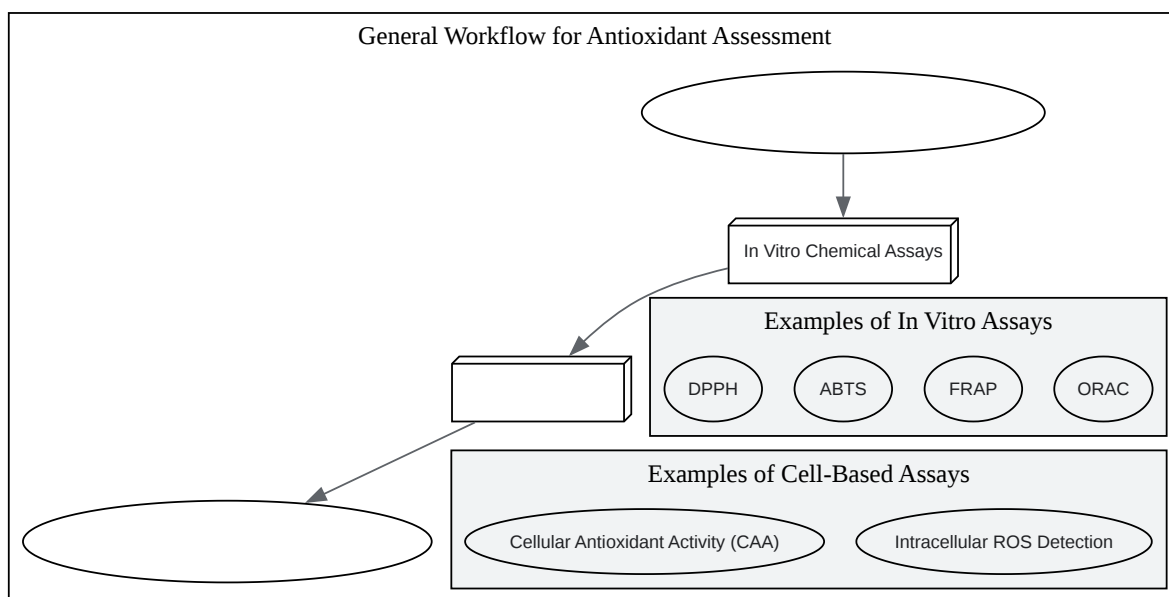 General Workflow for Antioxidant Assessment
In Vitro Chemical Assays
Examples of In Vitro Assays
DPPH
ABTS
FRAP
ORAC
Examples of Cell-Based Assays
Cellular Antioxidant Activity (CAA)
Intracellular ROS Detection